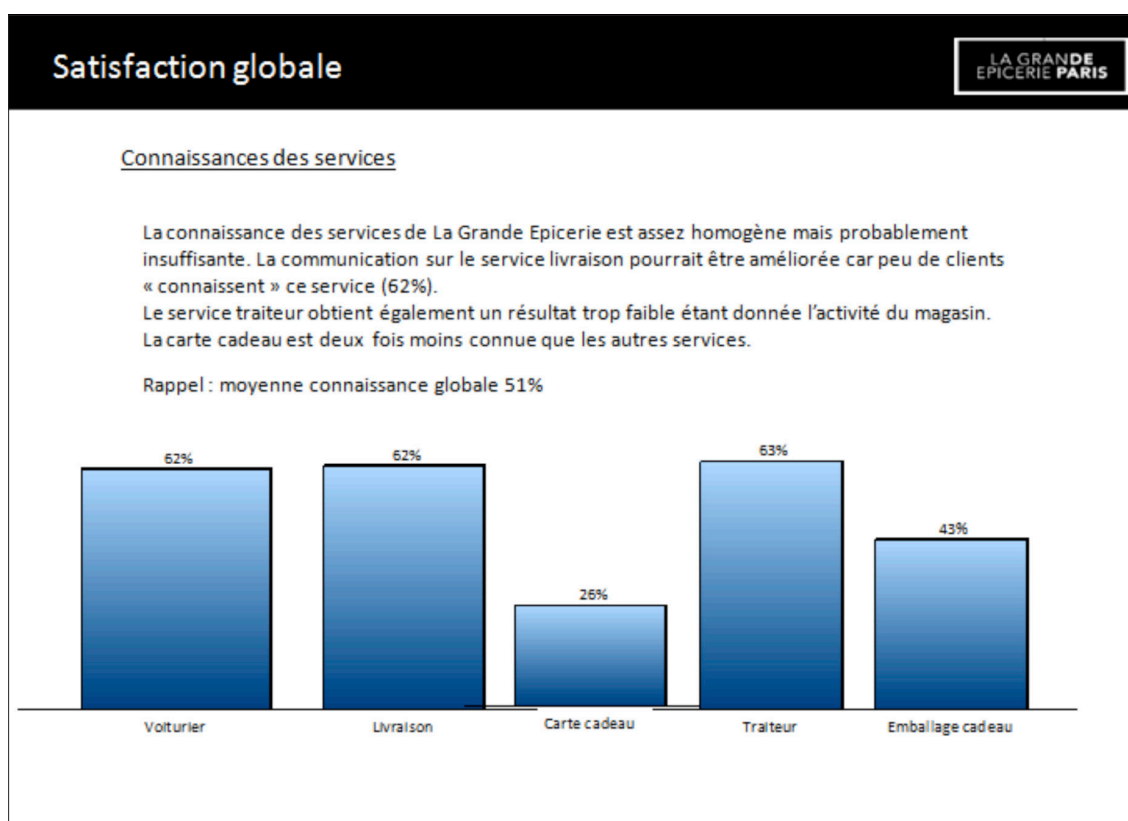 Satisfaction globale
LA GRANDE
EPICERIE PARIS
Connaissances des services
La connaissance des services de La Grande Epicerie est assez homogène mais probablement
insuffisante. La communication sur le service livraison pourrait être améliorée car peu de clients
« connaissent » ce service (62%).
Le service traiteur obtient également un résultat trop faible étant donnée l’activité du magasin.
La carte cadeau est deux fois moins connue que les autres services.
Rappel : moyenne connaissance globale 51%
62%
62%
26%
63%
43%
Voiturier
Livraison
Carte cadeau
Traiteur
Emballage cadeau